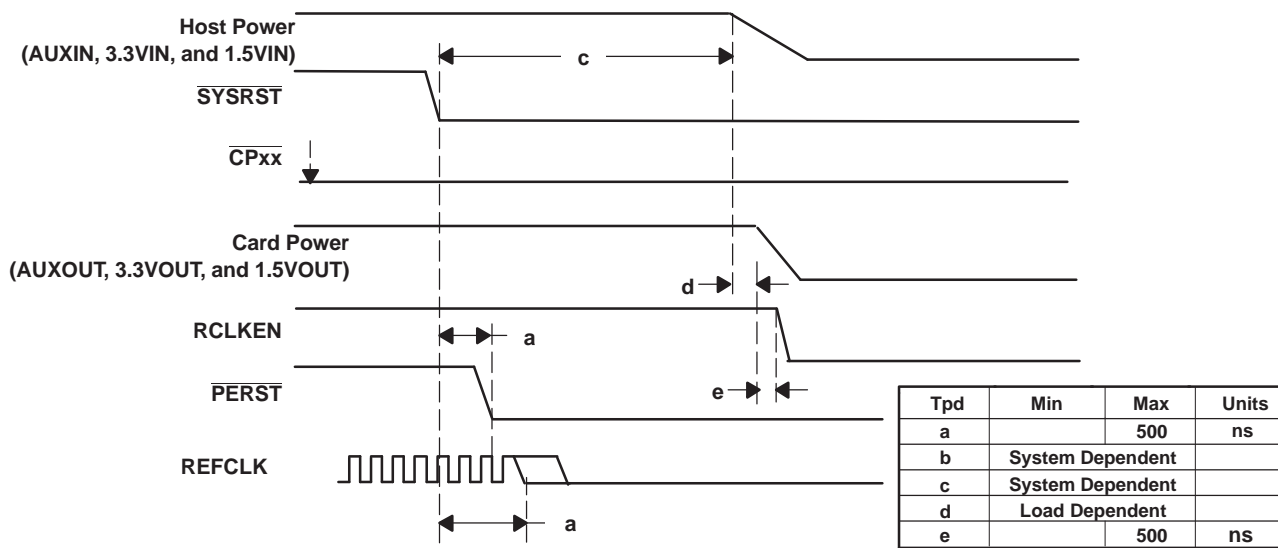 Host Power
(AUXIN, 3.3VIN, and 1.5VIN)
c
SYSRST
CPxx
Card Power
(AUXOUT, 3.3VOUT, and 1.5VOUT)
d
RCLKEN
a
PERST
e
REFCLK
a
Tpd Min Max Units
a 500 ns
b System Dependent
c System Dependent
d Load Dependent
e 500 ns